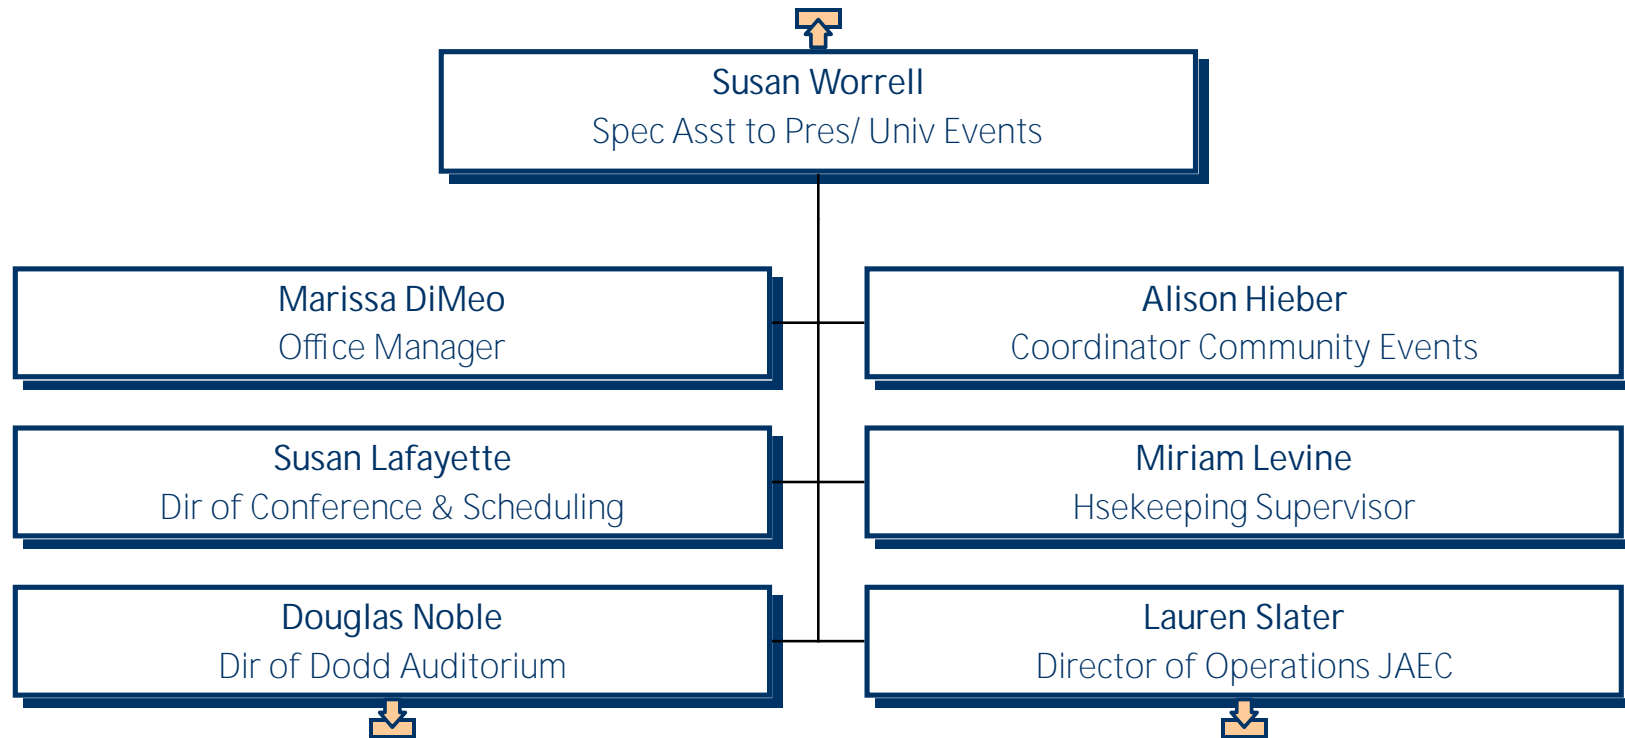 Susan Worrell
Spec Asst to Pres/ Univ Events
Marissa DiMeo
Office Manager
Alison Hieber
Coordinator Community Events
Susan Lafayette
Dir of Conference & Scheduling
Miriam Levine
Hsekeeping Supervisor
Douglas Noble
Dir of Dodd Auditorium
Lauren Slater
Director of Operations JAEC